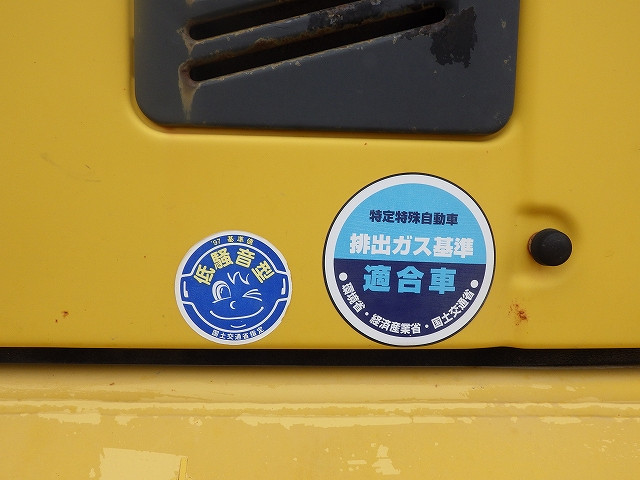 '97 基準値
低騒音型
国土交通省指定
特定特殊自動車
排出ガス基準
適合車
•環境省•経済産業省•国土交通省•